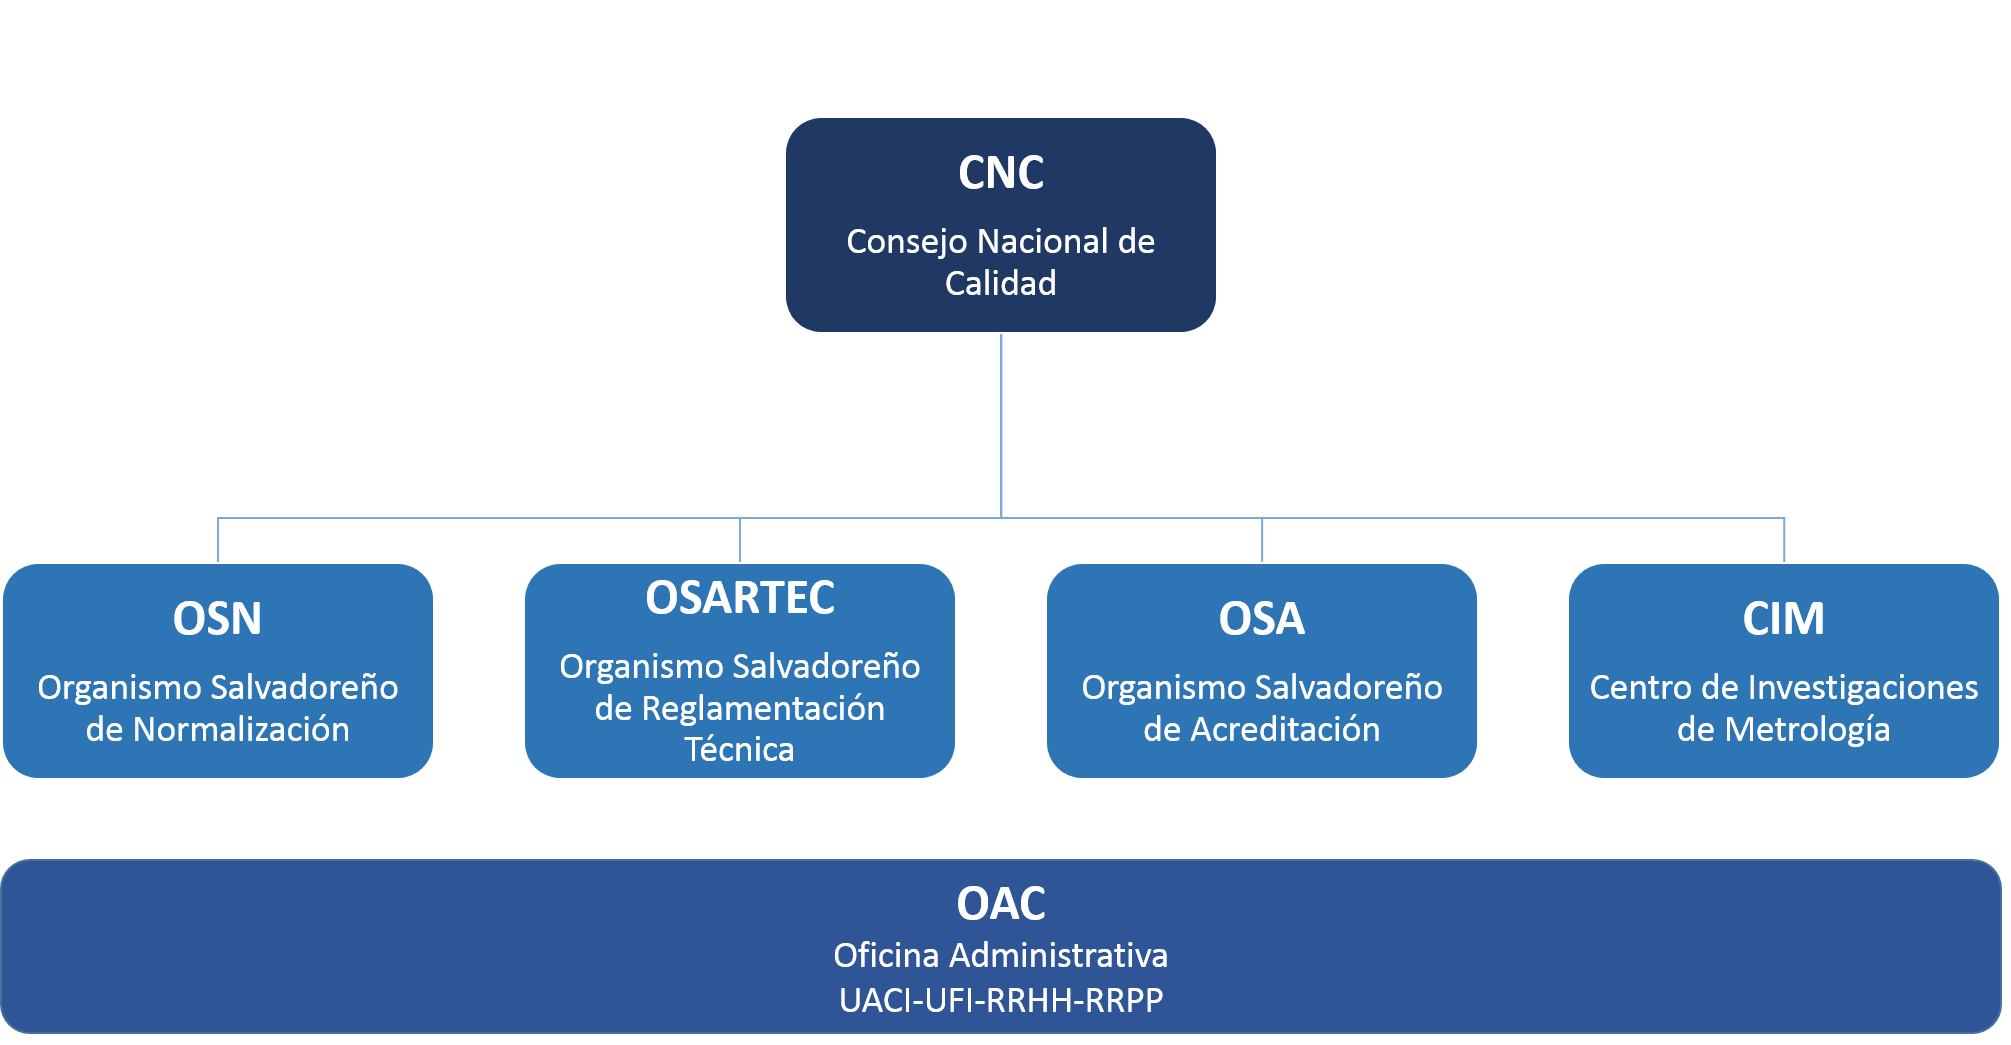 CNC
Consejo Nacional de
Calidad
OSN
Organismo Salvadoreño
de Normalización
OSARTEC
Organismo Salvadoreño
de Reglamentación
Técnica
OSA
Organismo Salvadoreño
de Acreditación
CIM
Centro de Investigaciones
de Metrología
OAC
Oficina Administrativa
UACI-UFI-RRHH-RRPP